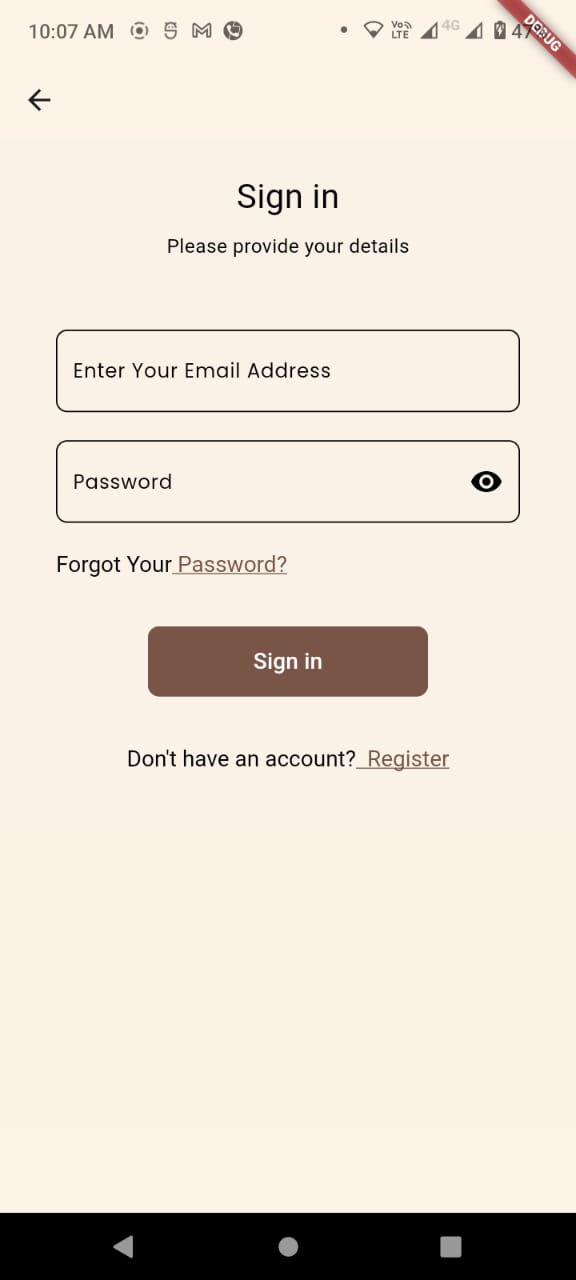 10:07 AM
Vo)) LTE
4G
DEBUG
Sign in
Please provide your details
Enter Your Email Address
Password
Forgot Your Password?
Sign in
Don't have an account? Register